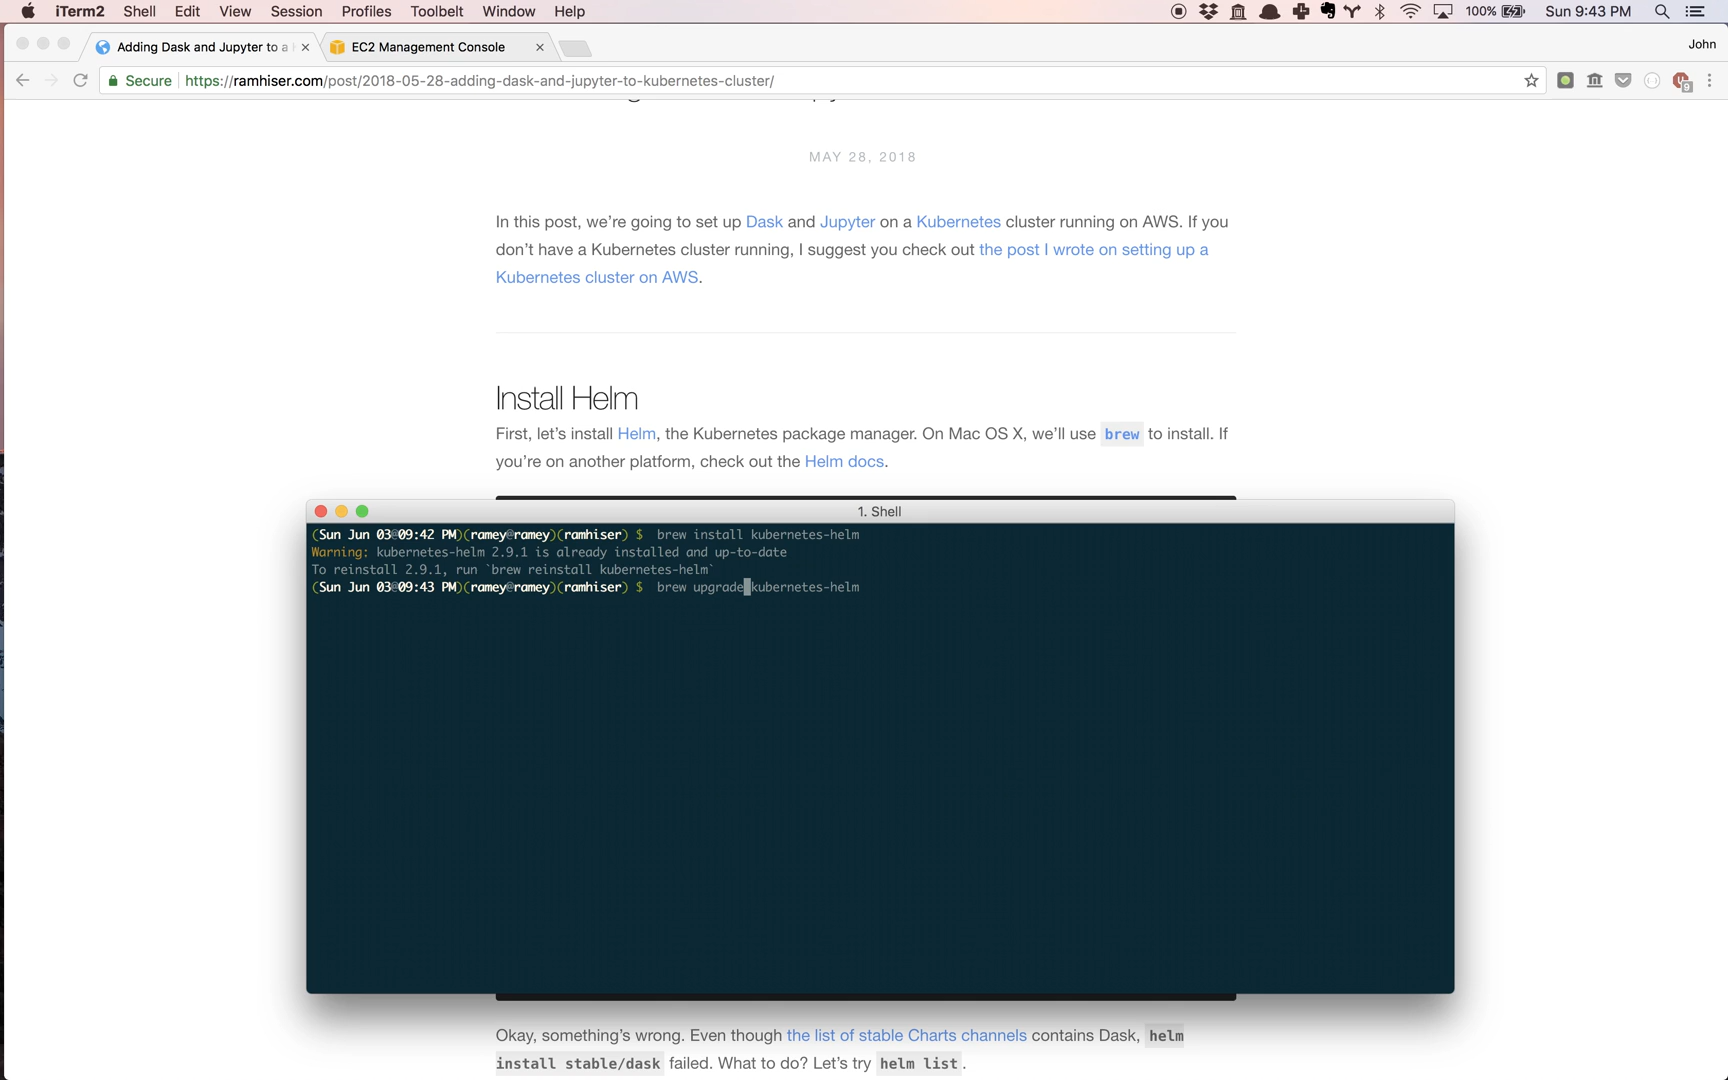 iTerm2 Shell Edit View Session Profiles Toolbelt Window Help 100% Sun 9:43 PM
Adding Dask and Jupyter to a EC2 Management Console John
Secure https://ramhiser.com/post/2018-05-28-adding-dask-and-jupyter-to-kubernetes-cluster/
9
MAY 28, 2018
In this post, we're going to set up Dask and Jupyter on a Kubernetes cluster running on AWS. If you
don't have a Kubernetes cluster running, I suggest you check out the post I wrote on setting up a
Kubernetes cluster on AWS.
Install Helm
First, let's install Helm, the Kubernetes package manager. On Mac OS X, we'll use brew to install. If
you're on another platform, check out the Helm docs.
1. Shell
(Sun Jun 03@09:42 PM)(ramey@ramey)(ramhiser) $ brew install kubernetes-helm
Warning: kubernetes-helm 2.9.1 is already installed and up-to-date
To reinstall 2.9.1, run `brew reinstall kubernetes-helm`
(Sun Jun 03@09:43 PM)(ramey@ramey)(ramhiser) $ brew upgrade kubernetes-helm
Okay, something's wrong. Even though the list of stable Charts channels contains Dask, helm
install stable/dask failed. What to do? Let's try helm list.